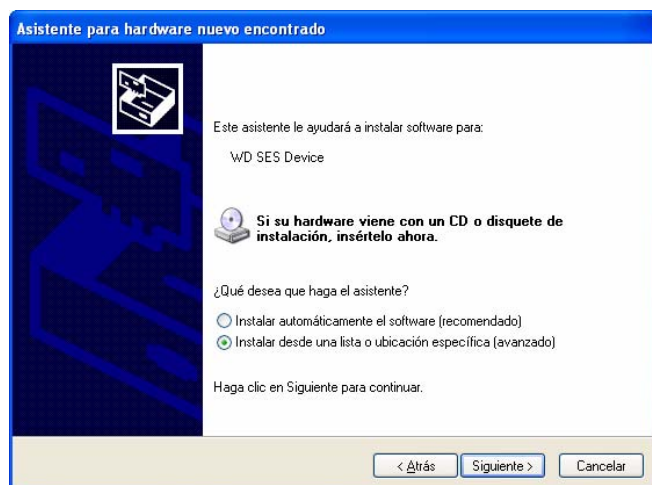 Asistente para hardware nuevo encontrado
Este asistente le ayudará a instalar software para:
WD SES Device
Si su hardware viene con un CD o disquete de
instalación, insértelo ahora.
¿Qué desea que haga el asistente?
Instalar automáticamente el software (recomendado)
Instalar desde una lista o ubicación específica (avanzado)
Haga clic en Siguiente para continuar.
< Atrás Siguiente > Cancelar